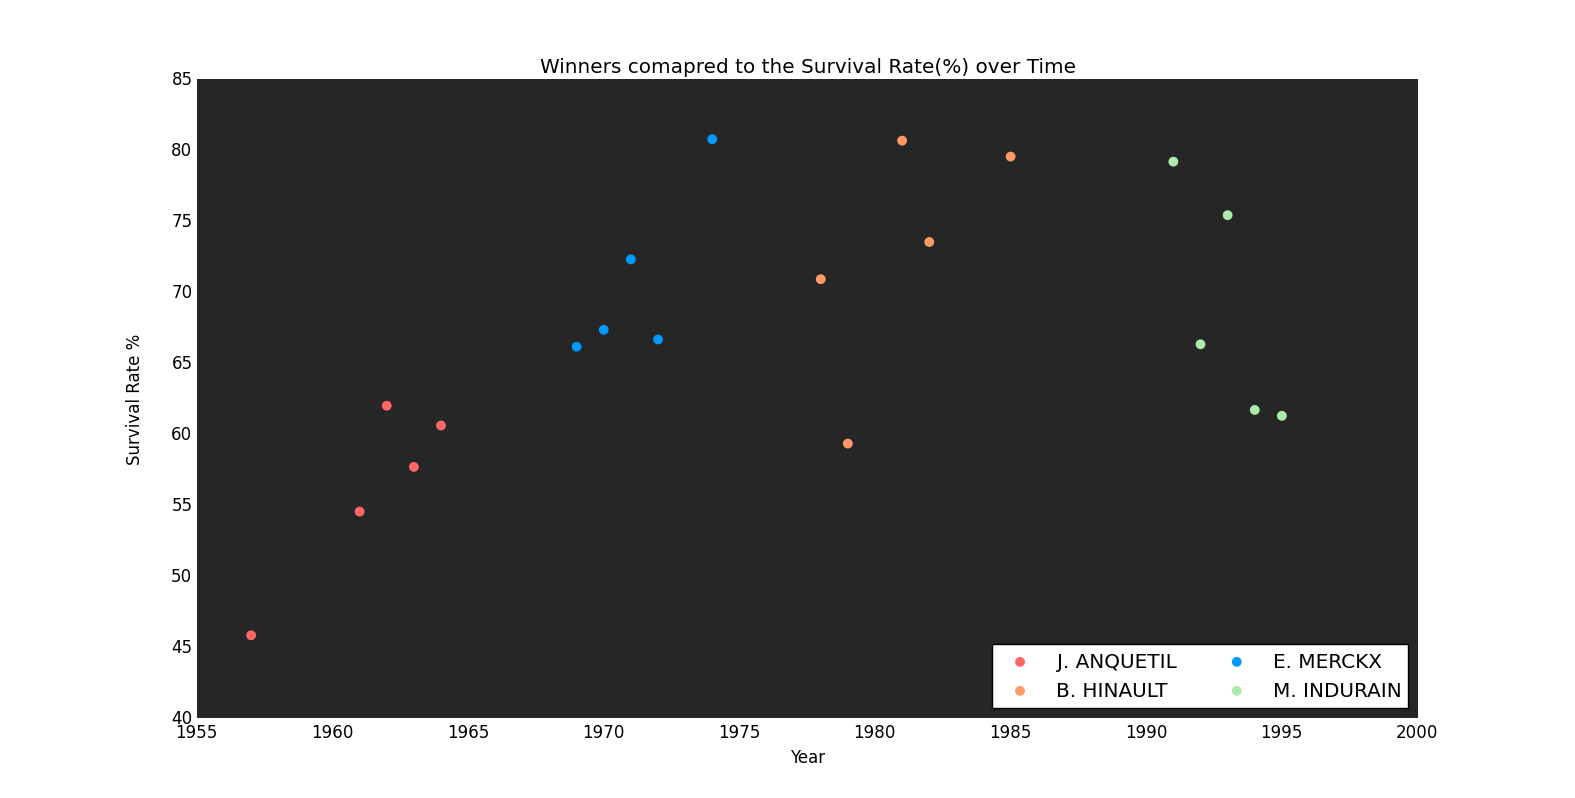 Winners comapred to the Survival Rate(%) over Time
85
80
75
70
65
60
55
50
45
40
Survival Rate %
J. ANQUETIL E. MERCKX
B. HINAULT M. INDURAIN
1955 1960 1965 1970 1975 1980 1985 1990 1995 2000
Year